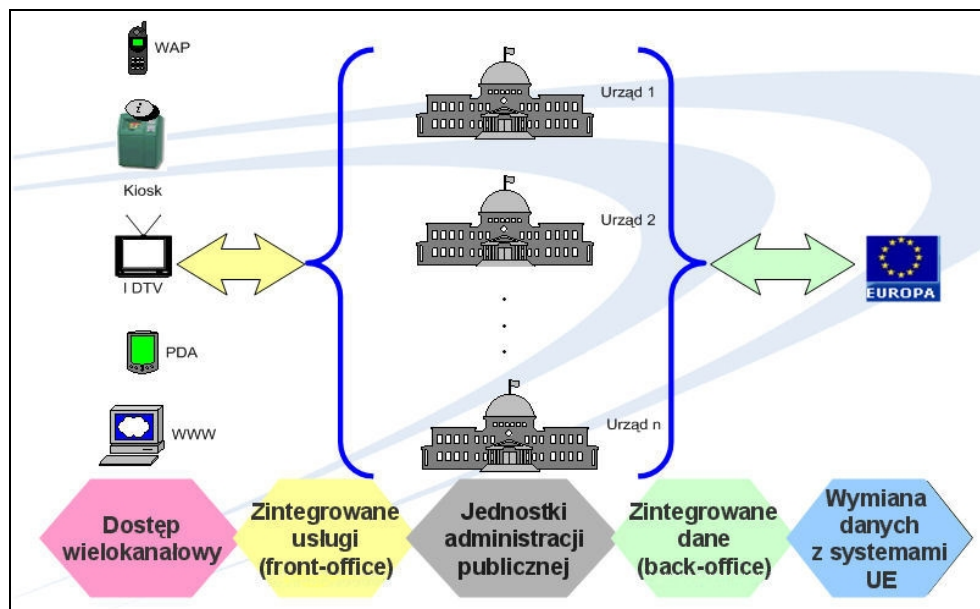 WAP
Kiosk
I DTV
PDA
WWW
Urząd 1
Urząd 2
Urząd n
EUROPA
Dostęp
wielokanałowy
Zintegrowane
usługi
(front-office)
Jednostki
administracji
publicznej
Zintegrowane
dane
(back-office)
Wymiana
danych
z systemami
UE